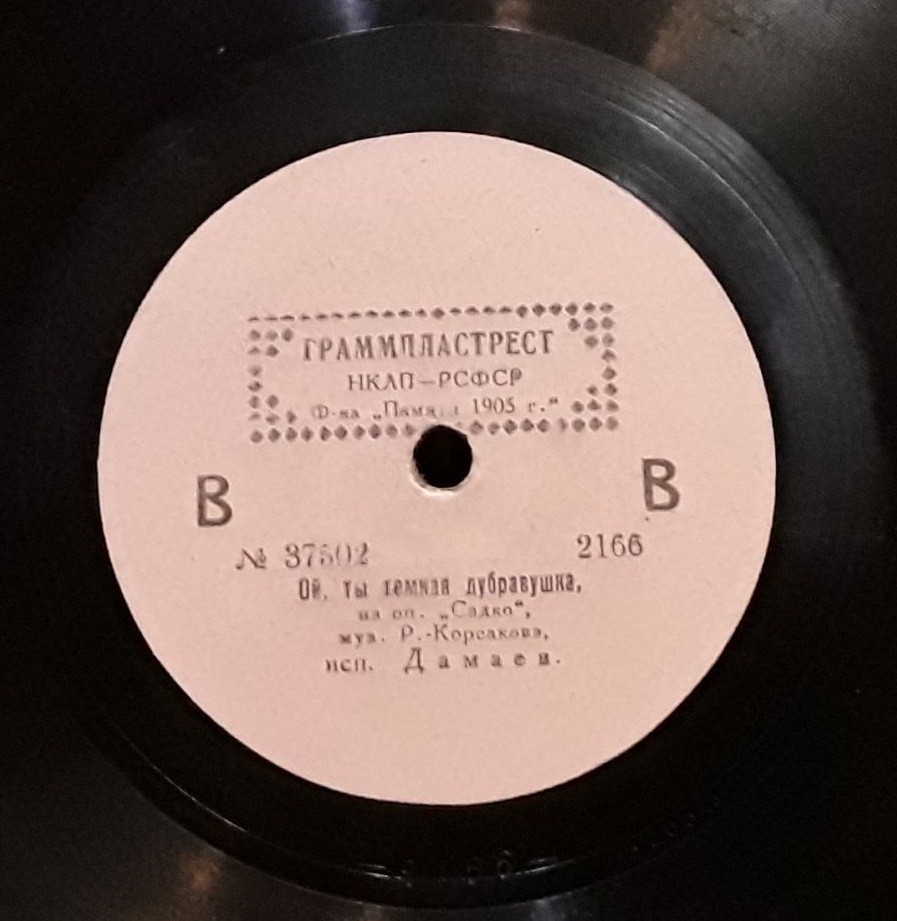 ГРАММПЛАСТРЕСТ
НКЛП–РСФСР
Ф-ка „Памяти 1905 г.“
В В
№ 37502 2166
Ой, ты темная дубравушка,
из оп. „Садко“,
муз. Р.-Корсакова,
исп. Дамаев.